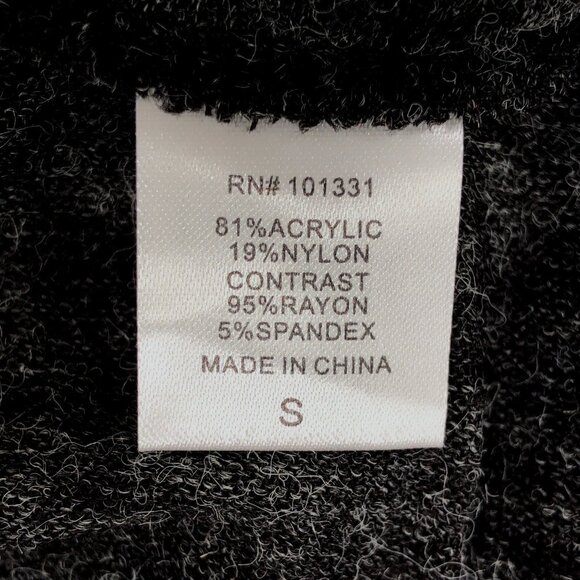 RN# 101331
81%ACRYLIC
19%NYLON
CONTRAST
95%RAYON
5%SPANDEX
MADE IN CHINA
S